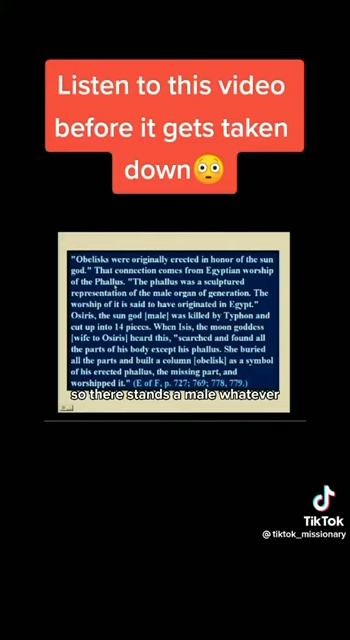 Listen to this video
before it gets taken
down😳
"Obelisks were originally erected in honor of the sun
god." That connection comes from Egyptian worship
of the Phallus. "The phallus was a sculptured
representation of the male organ of generation. The
worship of it is said to have originated in Egypt."
Osiris, the sun god [male] was killed by Typhon and
cut up into 14 pieces. When Isis, the moon goddess
[wife to Osiris] heard this, "searched and found all
the parts of his body except his phallus. She buried
all the parts and built a column [obelisk] as a symbol
of his erected phallus, the missing part, and
worshipped it." (E of F, p. 727; 769; 778, 779.)
so there stands a male whatever
TikTok
@tiktok_missionary